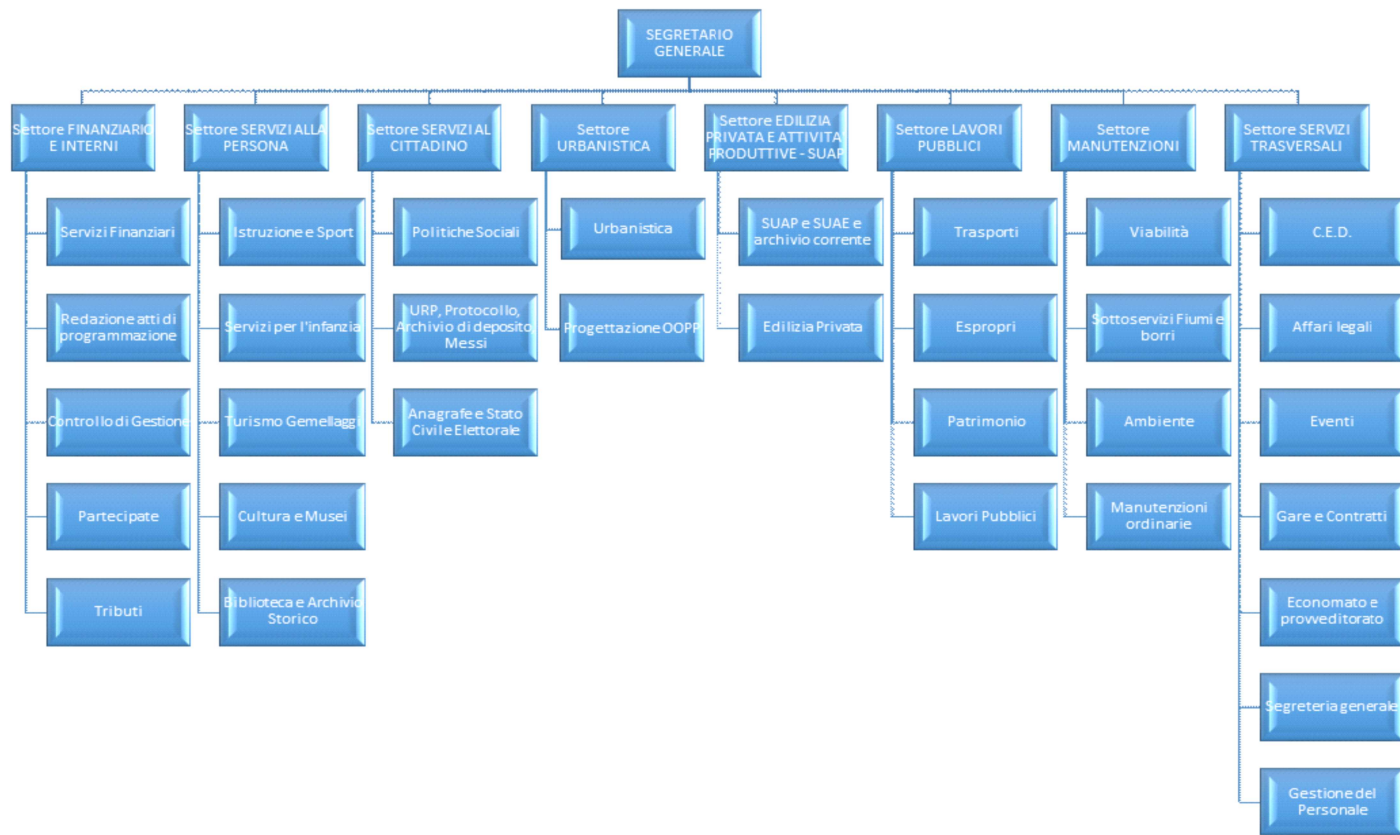 SEGRETARIO
GENERALE
Settore FINANZIARIO
E INTERNI
Settore SERVIZI ALLA
PERSONA
Settore SERVIZI AL
CITTADINO
Settore
URBANISTICA
Settore EDILIZIA
PRIVATA E ATTIVITA'
PRODUTTIVE - SUAP
Settore LAVORI
PUBBLICI
Settore
MANUTENZIONI
Settore SERVIZI
TRASVERSALI
Servizi Finanziari
Redazione atti di
programmazione
Controllo di Gestione
Partecipate
Tributi
Istruzione e Sport
Servizi per l'infanzia
Turismo Gemellaggi
Cultura e Musei
Biblioteca e Archivio
Storico
Politiche Sociali
URP, Protocollo,
Archivio di deposito
Messi
Anagrafe e Stato
Civile Elettorale
Urbanistica
Progettazione OOPP
SUAP e SUAE e
archivio corrente
Edilizia Privata
Trasporti
Espropri
Patrimonio
Lavori Pubblici
Viabilità
Sottoservizi Fiumi e
borri
Ambiente
Manutenzioni
ordinarie
C.E.D.
Affari legali
Eventi
Gare e Contratti
Economato e
provveditorato
Segreteria generale
Gestione del
Personale